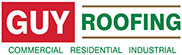 GUY ROOFING
COMMERCIAL RESIDENTIAL INDUSTRIAL